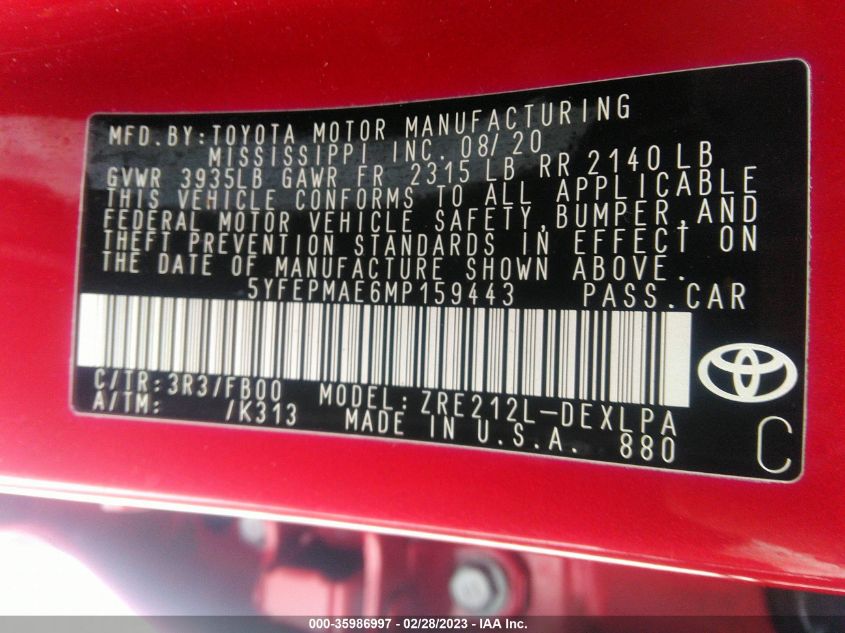 MFD.BY:TOYOTA MOTOR MANUFACTURING
MISSISSIPPI INC. 08/20
GVWR 3935LB GAWR FR 2315 LB RR 2140 LB
THIS VEHICLE CONFORMS TO ALL APPLICABLE
FEDERAL MOTOR VEHICLE SAFETY,BUMPER,AND
THEFT PREVENTION STANDARDS IN EFFECT ON
THE DATE OF MANUFACTURE SHOWN ABOVE.
5YFEPMAE6MP159443 PASS.CAR
C/TR:3R3/FB00 MODEL:ZRE212L-DEXLPA
A/TM: /K313 MADE IN U.S.A. 880
C
000-35986997 — 02/28/2023 — IAA Inc.